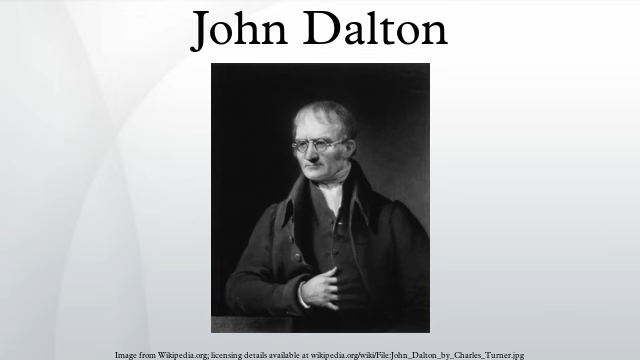 John Dalton
Image from Wikipedia.org; licensing details available at wikipedia.org/wiki/File:John_Dalton_by_Charles_Turner.jpg